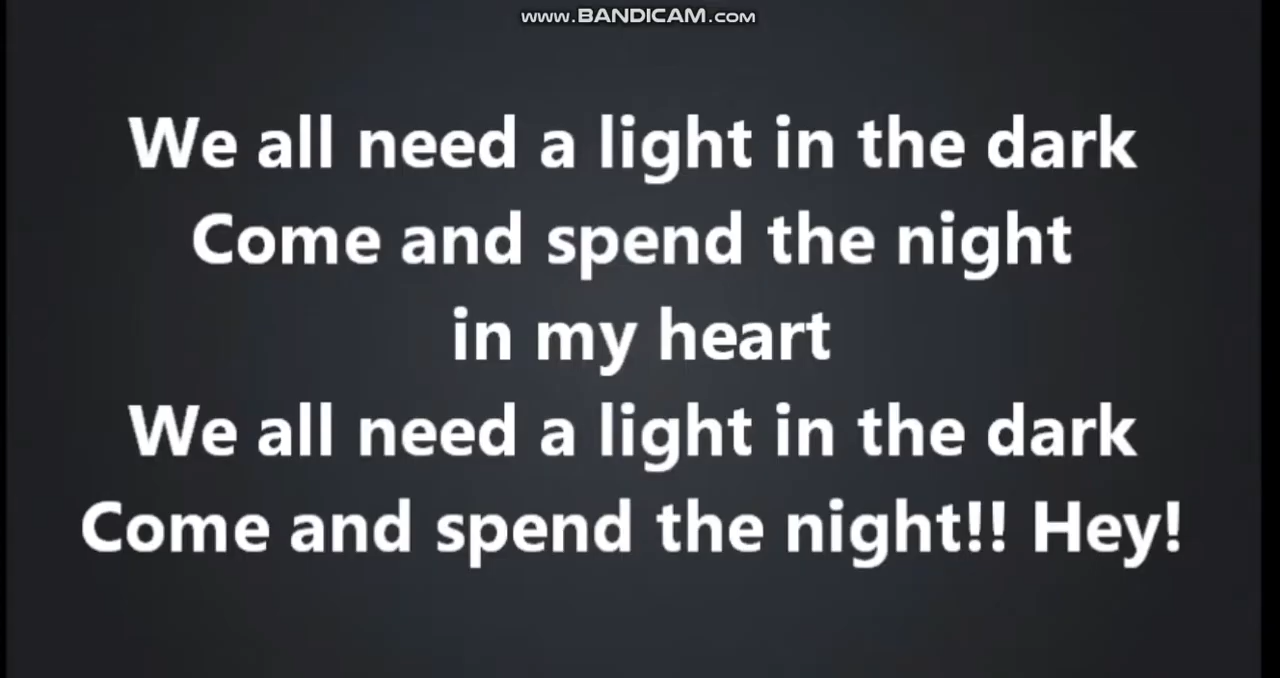 www.BANDICAM.com
We all need a light in the dark
Come and spend the night
in my heart
We all need a light in the dark
Come and spend the night!! Hey!